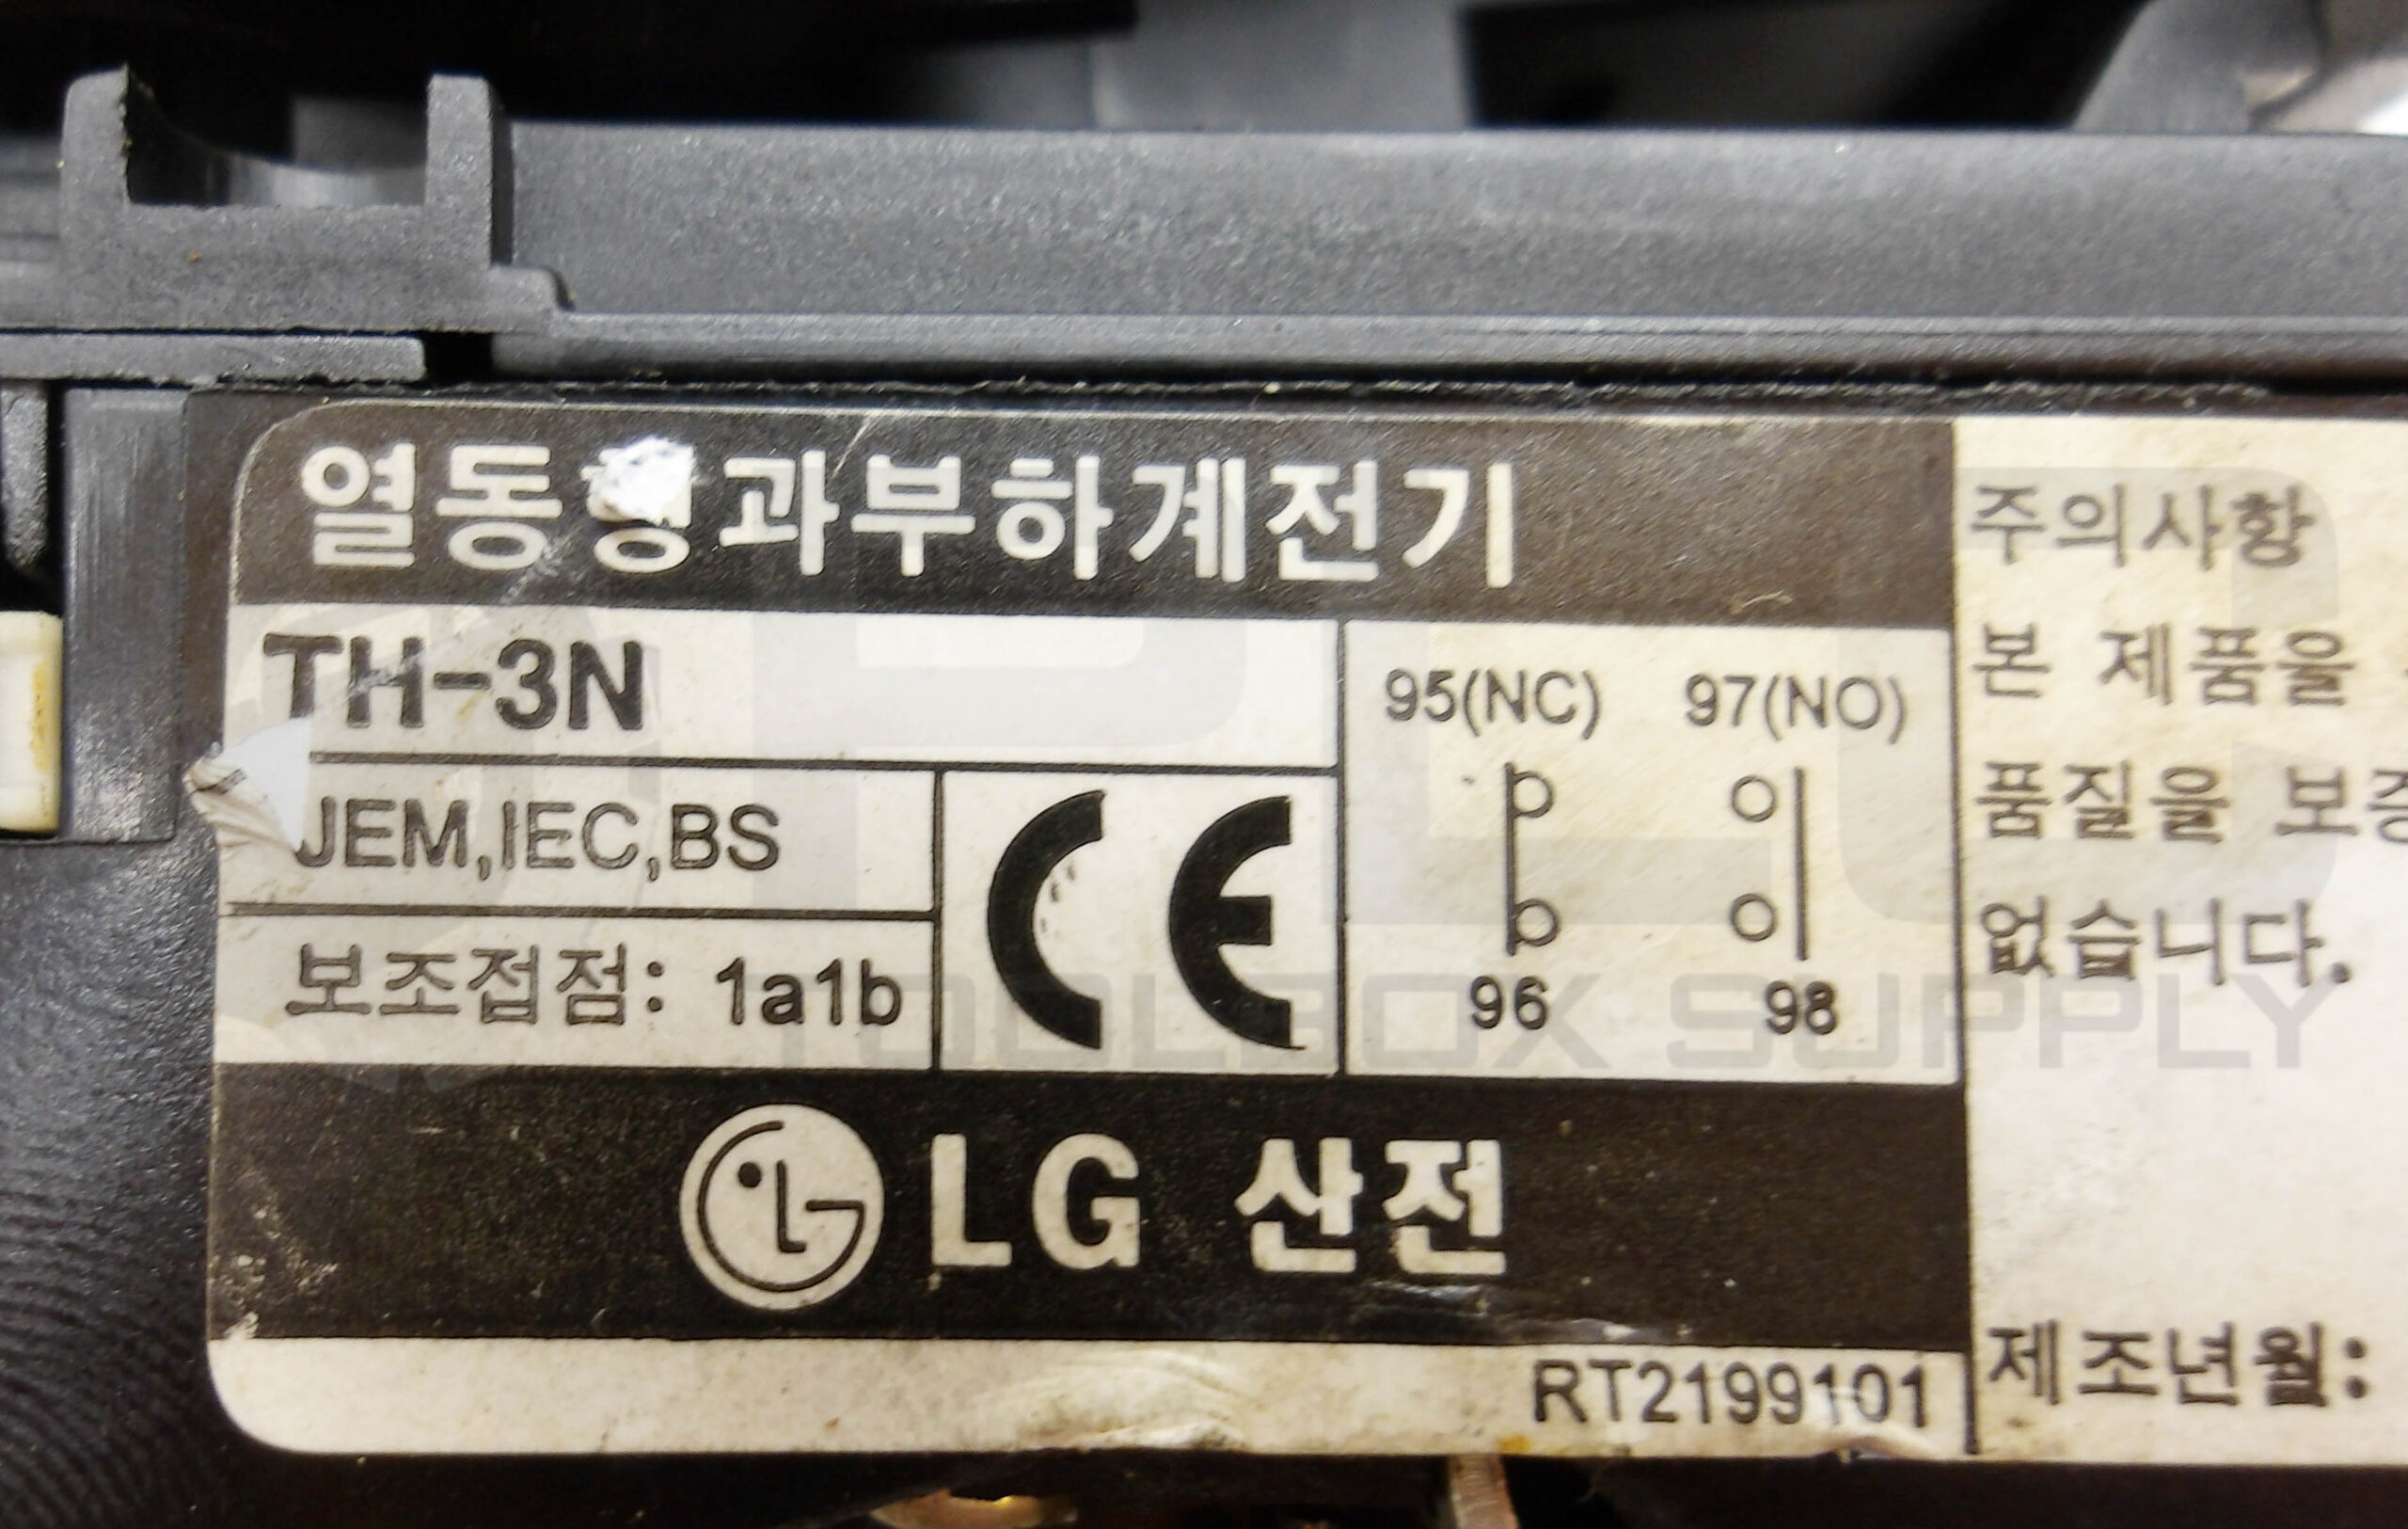 열동형과부하계전기
TH-3N
JEM,IEC,BS
보조접점: 1a1b
CE
95(NC) 97(NO)
96 98
LG 산전
RT2199101
주의사항
본 제품을
품질을 보증
없습니다.
제조년월:
PLC
TOOLBOX SUPPLY